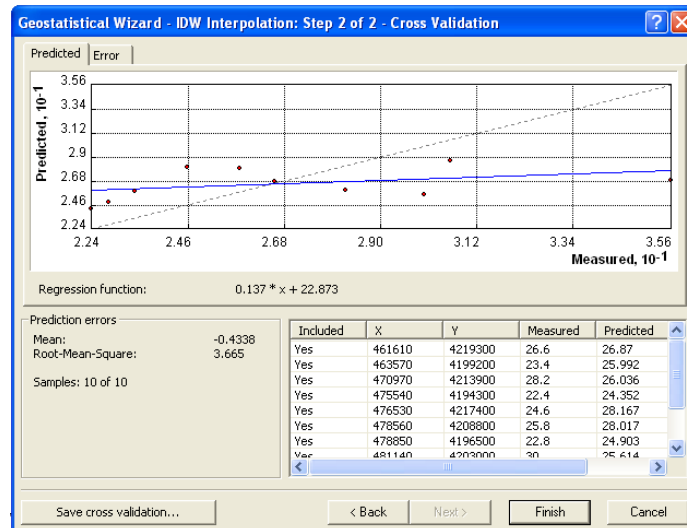 Geostatistical Wizard - IDW Interpolation: Step 2 of 2 - Cross Validation
Predicted Error
3.56
3.34
3.12
2.9
2.68
2.46
2.24
Predicted, 10-1
2.24 2.46 2.68 2.90 3.12 3.34 3.56
Measured, 10-1
Regression function: 0.137 * x + 22.873
Prediction errors
Mean: -0.4338
Root-Mean-Square: 3.665
Samples: 10 of 10
Included X Y Measured Predicted
Yes 461610 4219300 26.6 26.87
Yes 463570 4199200 23.4 25.992
Yes 470970 4213900 28.2 26.036
Yes 475540 4194300 22.4 24.352
Yes 476530 4217400 24.6 28.167
Yes 478560 4208800 25.8 28.017
Yes 478850 4196500 22.8 24.903
Yes 481140 4203000 30 25.614
Save cross validation... < Back Next > Finish Cancel